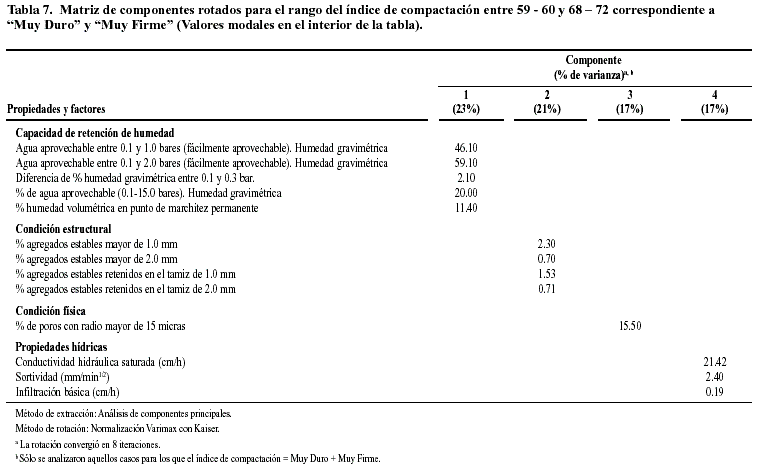 Tabla 7. Matriz de componentes rotados para el rango del índice de compactación entre 59 - 60 y 68 – 72 correspondiente a
“Muy Duro” y “Muy Firme” (Valores modales en el interior de la tabla).
Componente
(% de varianza)a, b
Propiedades y factores
1 2 3 4
(23%) (21%) (17%) (17%)
Capacidad de retención de humedad
Agua aprovechable entre 0.1 y 1.0 bares (fácilmente aprovechable). Humedad gravimétrica 46.10
Agua aprovechable entre 0.1 y 2.0 bares (fácilmente aprovechable). Humedad gravimétrica 59.10
Diferencia de % humedad gravimétrica entre 0.1 y 0.3 bar. 2.10
% de agua aprovechable (0.1-15.0 bares). Humedad gravimétrica 20.00
% humedad volumétrica en punto de marchitez permanente 11.40
Condición estructural
% agregados estables mayor de 1.0 mm 2.30
% agregados estables mayor de 2.0 mm 0.70
% agregados estables retenidos en el tamiz de 1.0 mm 1.53
% agregados estables retenidos en el tamiz de 2.0 mm 0.71
Condición física
% de poros con radio mayor de 15 micras 15.50
Propiedades hídricas
Conductividad hidráulica saturada (cm/h) 21.42
Sortividad (mm/min1/2) 2.40
Infiltración básica (cm/h) 0.19
Método de extracción: Análisis de componentes principales.
Método de rotación: Normalización Varimax con Kaiser.
a La rotación convergió en 8 iteraciones.
b Sólo se analizaron aquellos casos para los que el índice de compactación = Muy Duro + Muy Firme.